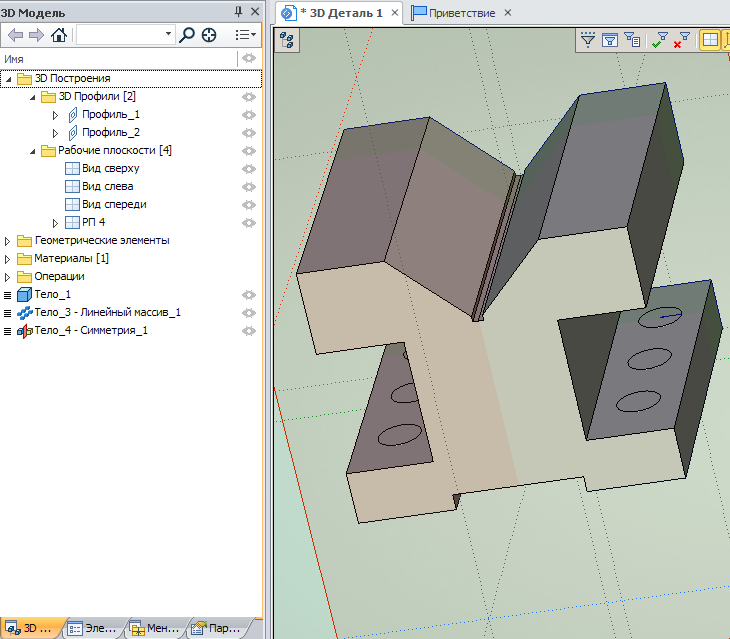 3D Модель
* 3D Деталь 1
Приветствие
Имя
3D Построения
3D Профили [2]
Профиль_1
Профиль_2
Рабочие плоскости [4]
Вид сверху
Вид слева
Вид спереди
РП 4
Геометрические элементы
Материалы [1]
Операции
Тело_1
Тело_3 - Линейный массив_1
Тело_4 - Симметрия_1
3D ...
Эле...
Мен...
Пар...